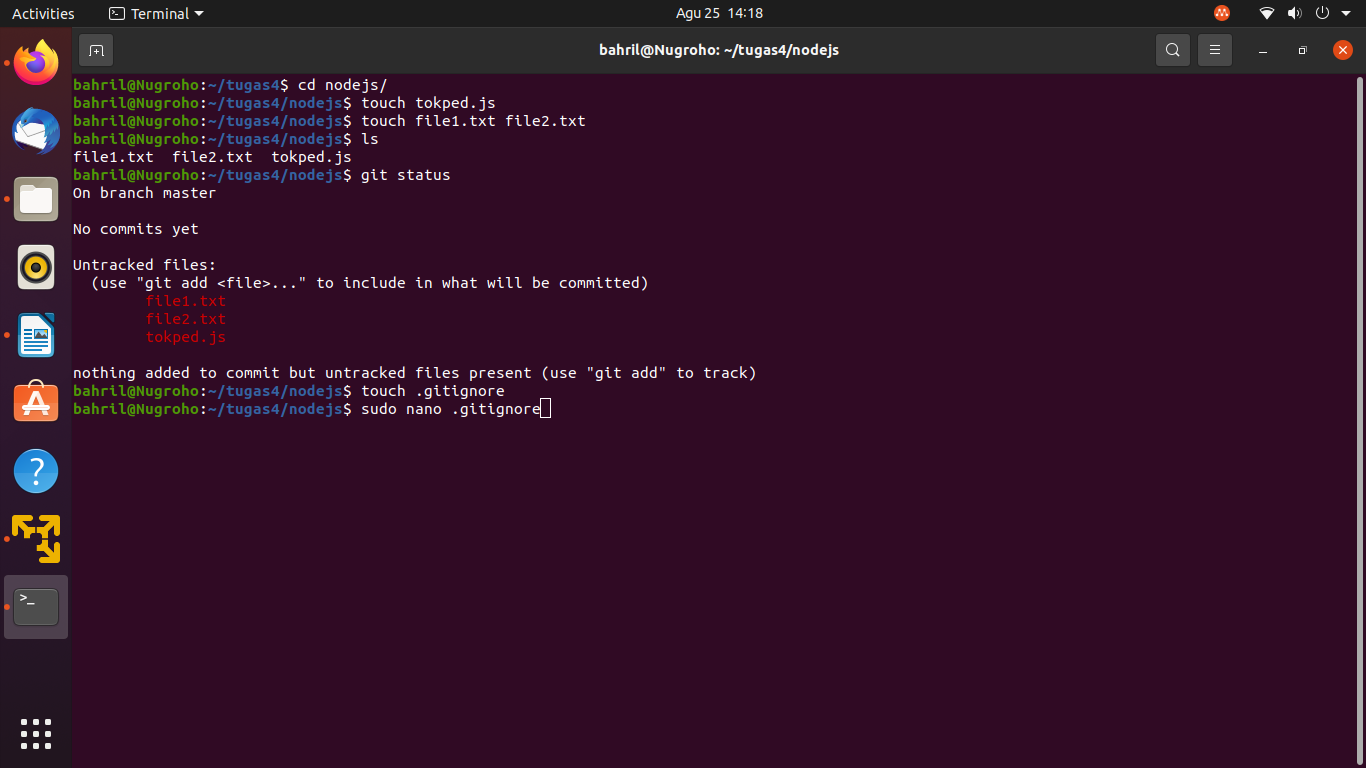 Activities Terminal Agu 25 14:18
bahril@Nugroho: ~/tugas4/nodejs
bahril@Nugroho:~/tugas4$ cd nodejs/
bahril@Nugroho:~/tugas4/nodejs$ touch tokped.js
bahril@Nugroho:~/tugas4/nodejs$ touch file1.txt file2.txt
bahril@Nugroho:~/tugas4/nodejs$ ls
file1.txt  file2.txt  tokped.js
bahril@Nugroho:~/tugas4/nodejs$ git status
On branch master
No commits yet
Untracked files:
  (use "git add <file>..." to include in what will be committed)
        file1.txt
        file2.txt
        tokped.js
nothing added to commit but untracked files present (use "git add" to track)
bahril@Nugroho:~/tugas4/nodejs$ touch .gitignore
bahril@Nugroho:~/tugas4/nodejs$ sudo nano .gitignore